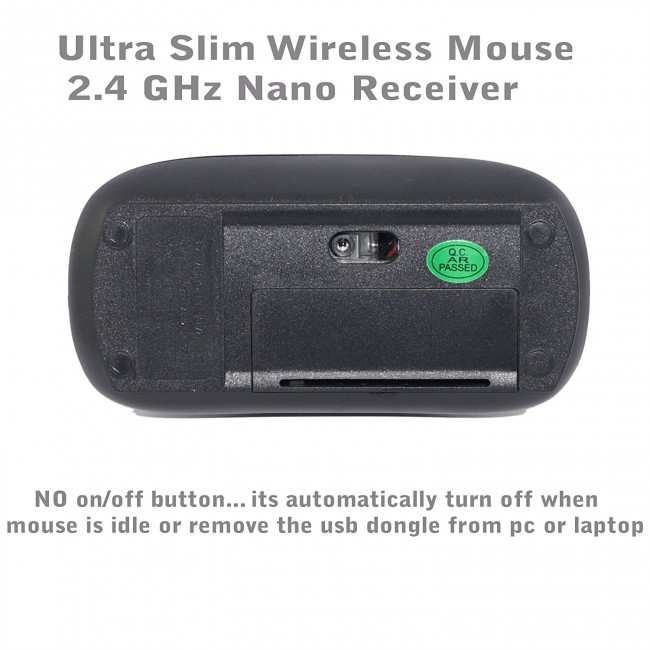 Ultra Slim Wireless Mouse
2.4 GHz Nano Receiver
Q.C.
AR
PASSED
NO on/off button... its automatically turn off when
mouse is idle or remove the usb dongle from pc or laptop